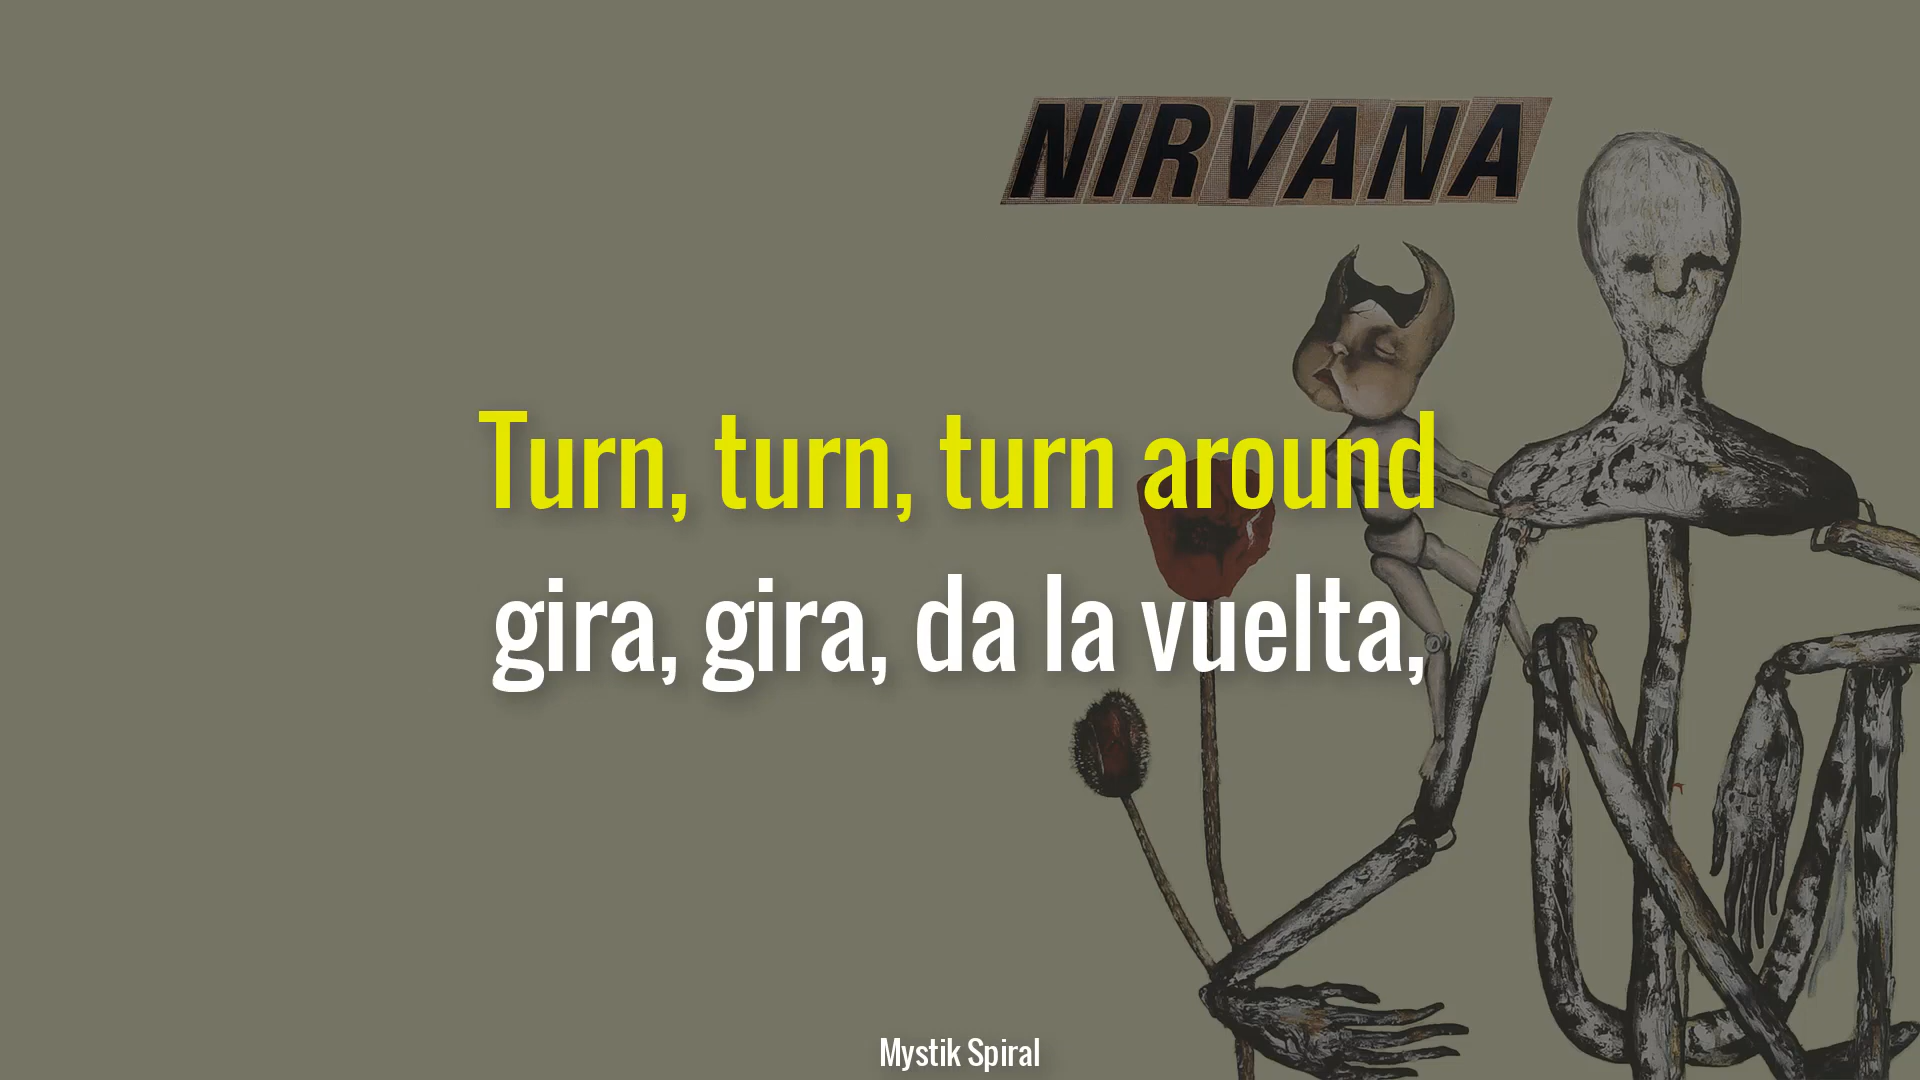 NIRVANA
Turn, turn, turn around
gira, gira, da la vuelta,
Mystik Spiral